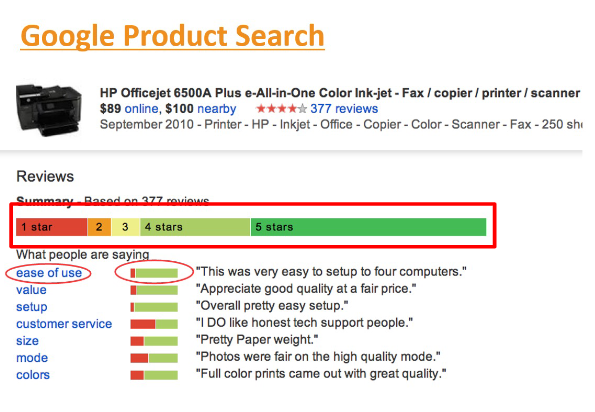 Google Product Search
HP Officejet 6500A Plus e-All-in-One Color Ink-jet - Fax / copier / printer / scanner
$89 online, $100 nearby 377 reviews
September 2010 - Printer - HP - Inkjet - Office - Copier - Color - Scanner - Fax - 250 she
Reviews
Summary - Based on 377 reviews
1 star 2 3 4 stars 5 stars
What people are saying
ease of use "This was very easy to setup to four computers."
value "Appreciate good quality at a fair price."
setup "Overall pretty easy setup."
customer service "I DO like honest tech support people."
size "Pretty Paper weight."
mode "Photos were fair on the high quality mode."
colors "Full color prints came out with great quality."